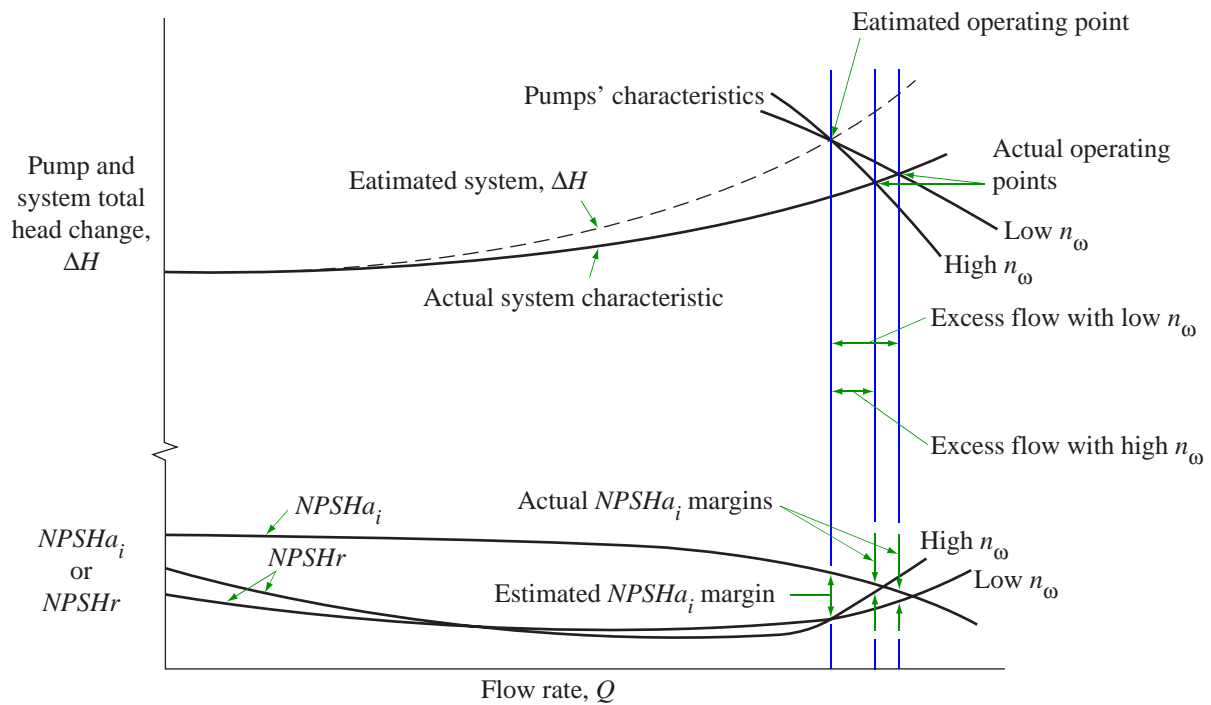 Eatimated operating point
Pumps’ characteristics
Pump and
system total
head change,
ΔH
Eatimated system, ΔH
Actual operating
points
Low nω
High nω
Actual system characteristic
Excess flow with low nω
Excess flow with high nω
NPSHai
Actual NPSHai margins
High nω
NPSHai
or
NPSHr
NPSHr
Low nω
Estimated NPSHai margin
Flow rate, Q